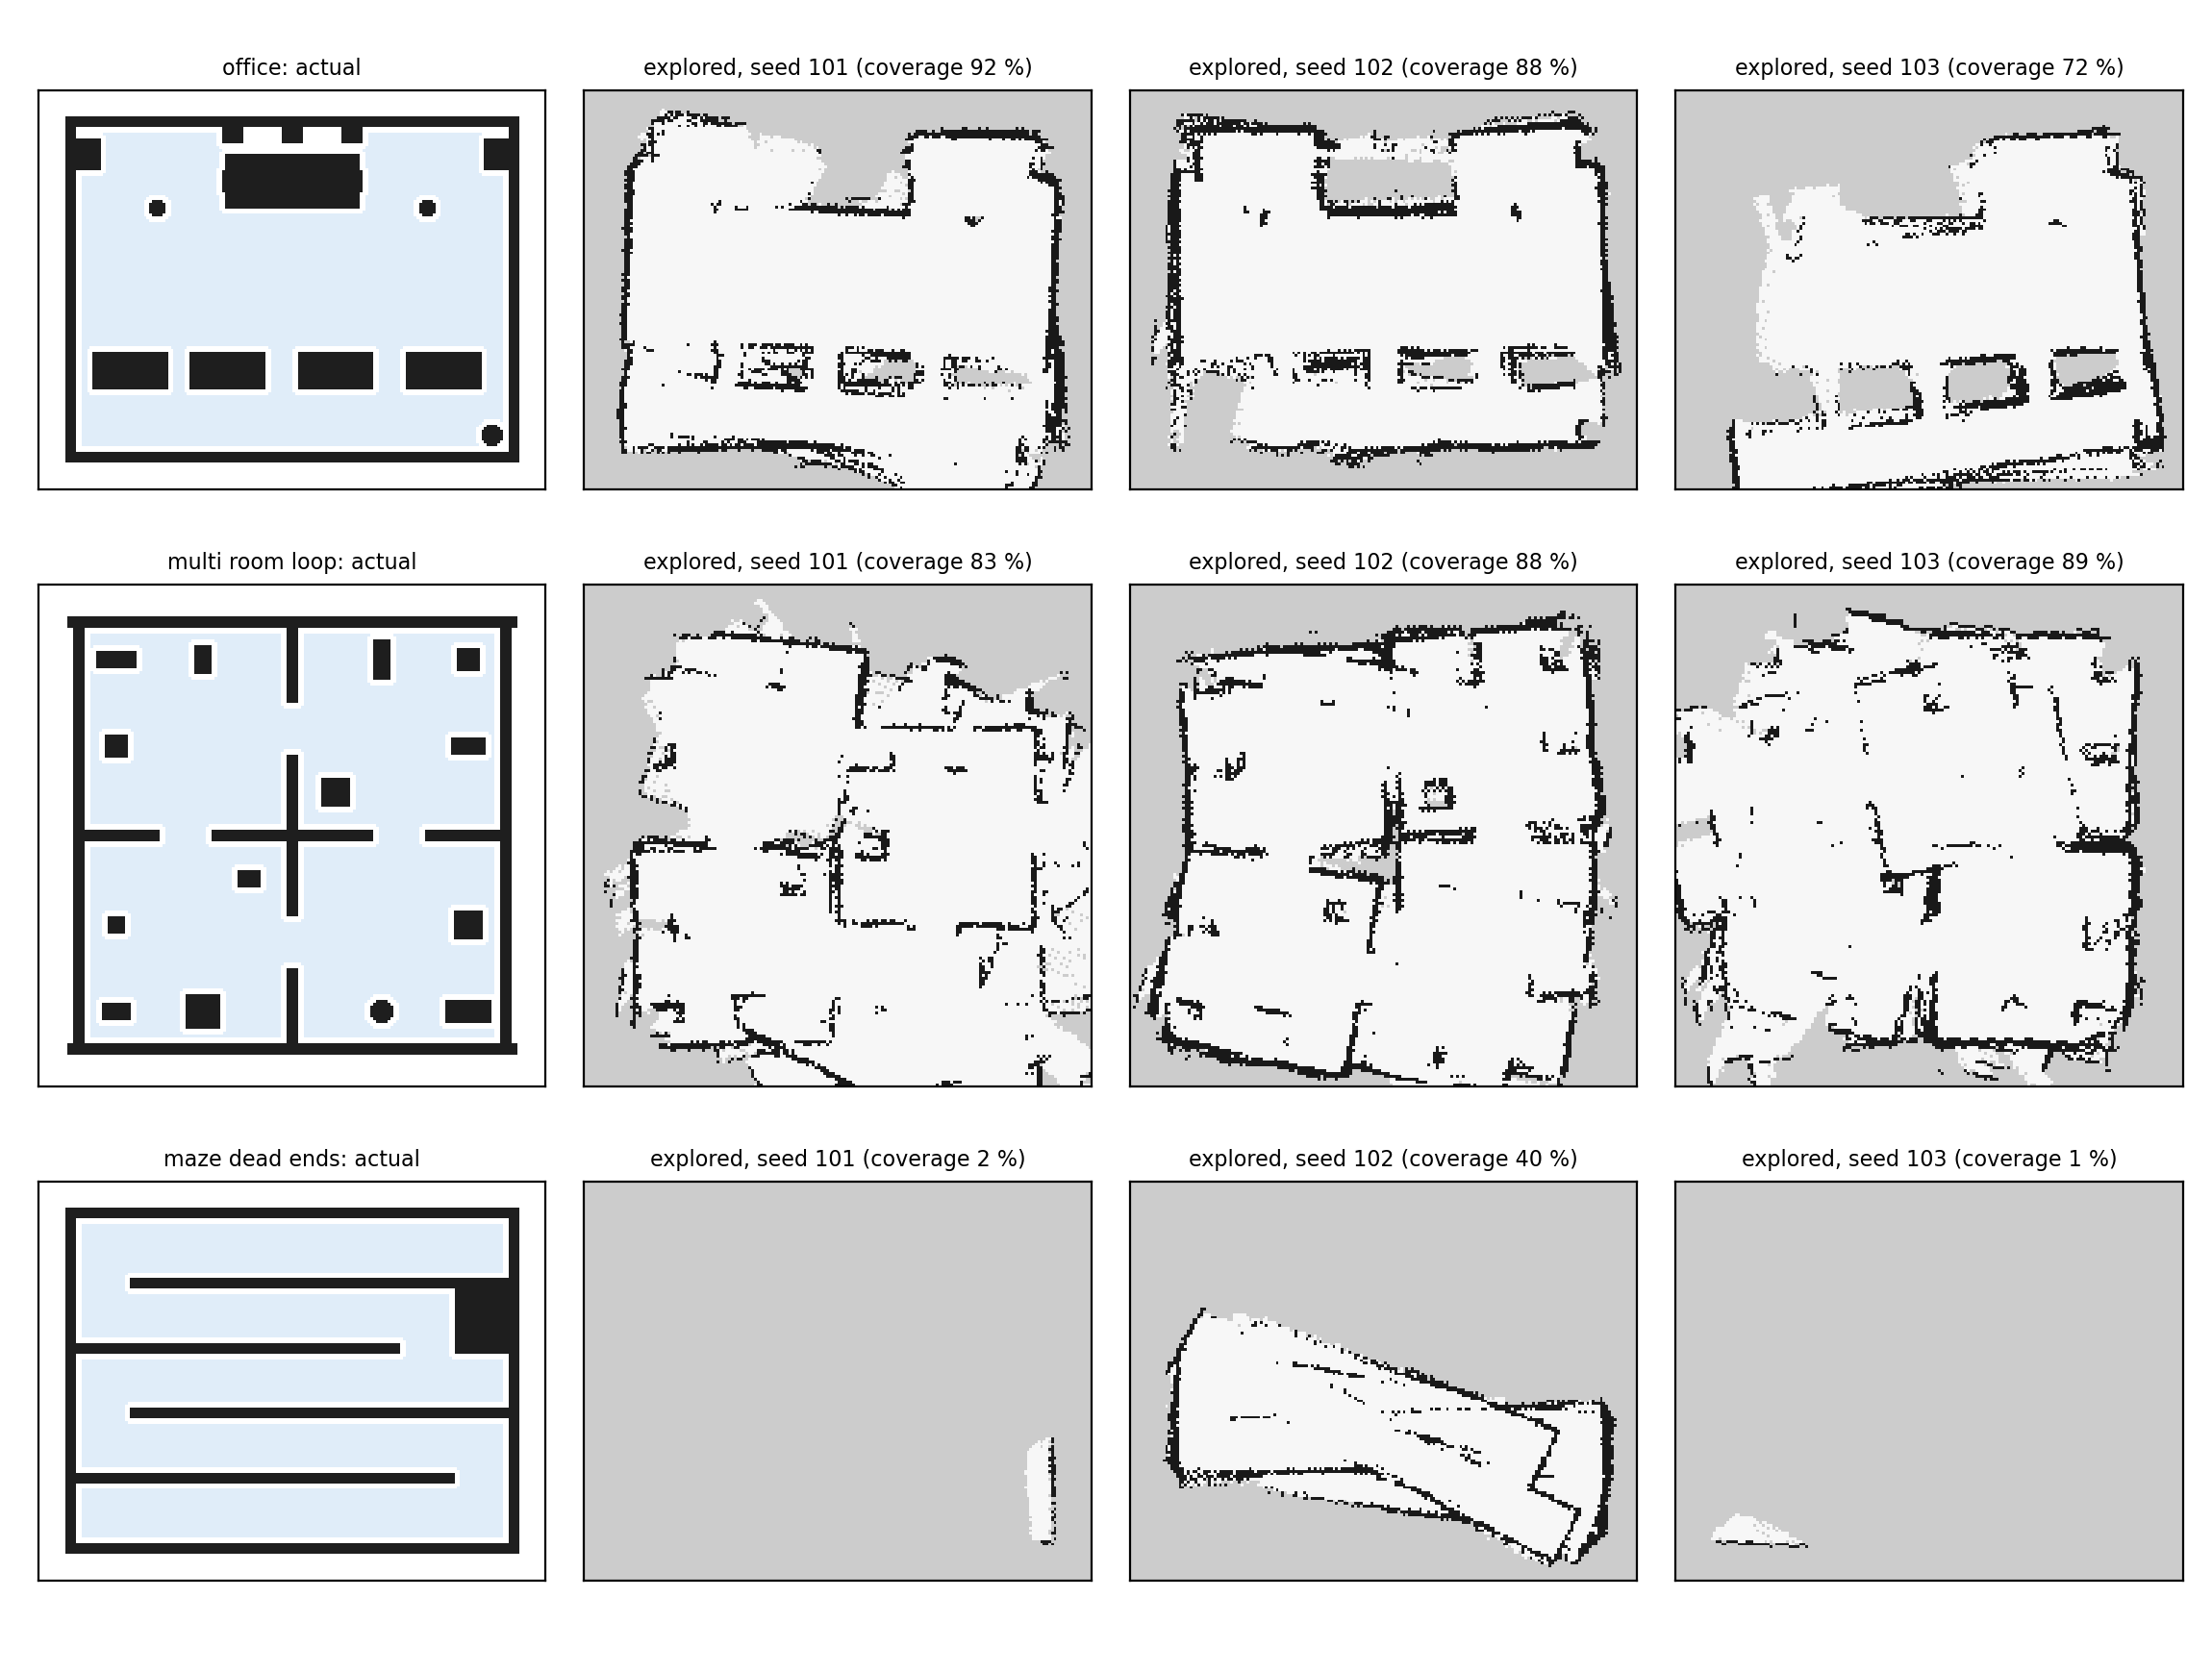 office: actual
explored, seed 101 (coverage 92 %)
explored, seed 102 (coverage 88 %)
explored, seed 103 (coverage 72 %)
multi room loop: actual
explored, seed 101 (coverage 83 %)
explored, seed 102 (coverage 88 %)
explored, seed 103 (coverage 89 %)
maze dead ends: actual
explored, seed 101 (coverage 2 %)
explored, seed 102 (coverage 40 %)
explored, seed 103 (coverage 1 %)